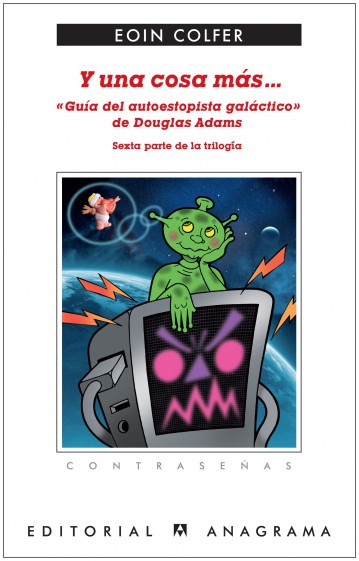 EOIN COLFER
Y una cosa más...
«Guía del autoestopista galáctico»
de Douglas Adams
Sexta parte de la trilogía
CONTRASEÑAS
EDITORIAL ANAGRAMA